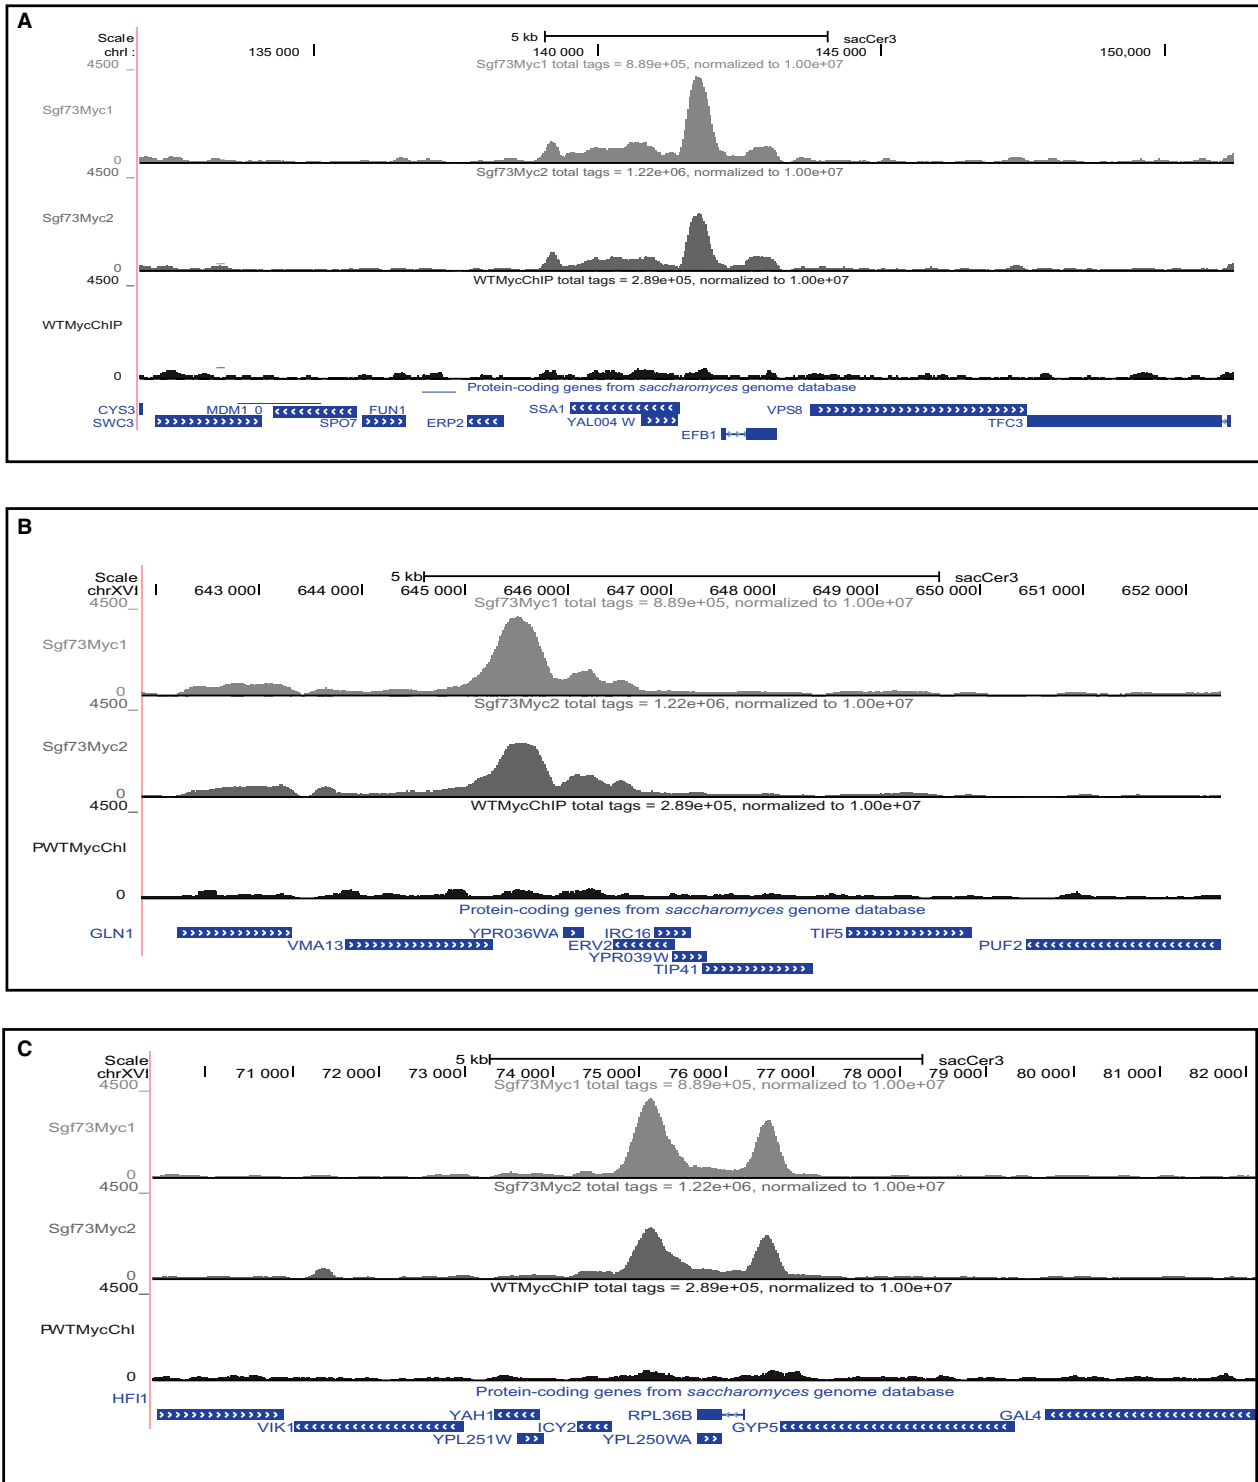 A
Scale 5 kb sacCer3
chrI : 135 000 140 000 145 000 150,000
4500 Sgf73Myc1 total tags = 8.89e+05, normalized to 1.00e+07
Sgf73Myc1
0
4500 Sgf73Myc2 total tags = 1.22e+06, normalized to 1.00e+07
Sgf73Myc2
0
4500 WTMycChIP total tags = 2.89e+05, normalized to 1.00e+07
WTMycChIP
0
Protein-coding genes from saccharomyces genome database
CYS3 MDM1 0 FUN1 SSA1 VPS8
SWC3 SPO7 ERP2 YAL004 W TFC3
EFB1
B
Scale 5 kb sacCer3
chrXVI 643 000 644 000 645 000 646 000 647 000 648 000 649 000 650 000 651 000 652 000
4500 Sgf73Myc1 total tags = 8.89e+05, normalized to 1.00e+07
Sgf73Myc1
0
4500 Sgf73Myc2 total tags = 1.22e+06, normalized to 1.00e+07
Sgf73Myc2
0
4500 WTMycChIP total tags = 2.89e+05, normalized to 1.00e+07
PWTMycChI
0
Protein-coding genes from saccharomyces genome database
GLN1 YPR036WA IRC16 TIF5
VMA13 ERV2 PUF2
YPR039W
TIP41
C
Scale 5 kb sacCer3
chrXVI 71 000 72 000 73 000 74 000 75 000 76 000 77 000 78 000 79 000 80 000 81 000 82 000
4500 Sgf73Myc1 total tags = 8.89e+05, normalized to 1.00e+07
Sgf73Myc1
0
4500 Sgf73Myc2 total tags = 1.22e+06, normalized to 1.00e+07
Sgf73Myc2
0
4500 WTMycChIP total tags = 2.89e+05, normalized to 1.00e+07
PWTMycChI
0
Protein-coding genes from saccharomyces genome database
HFI1
YAH1 RPL36B GAL4
VIK1 ICY2 GYP5
YPL251W YPL250WA